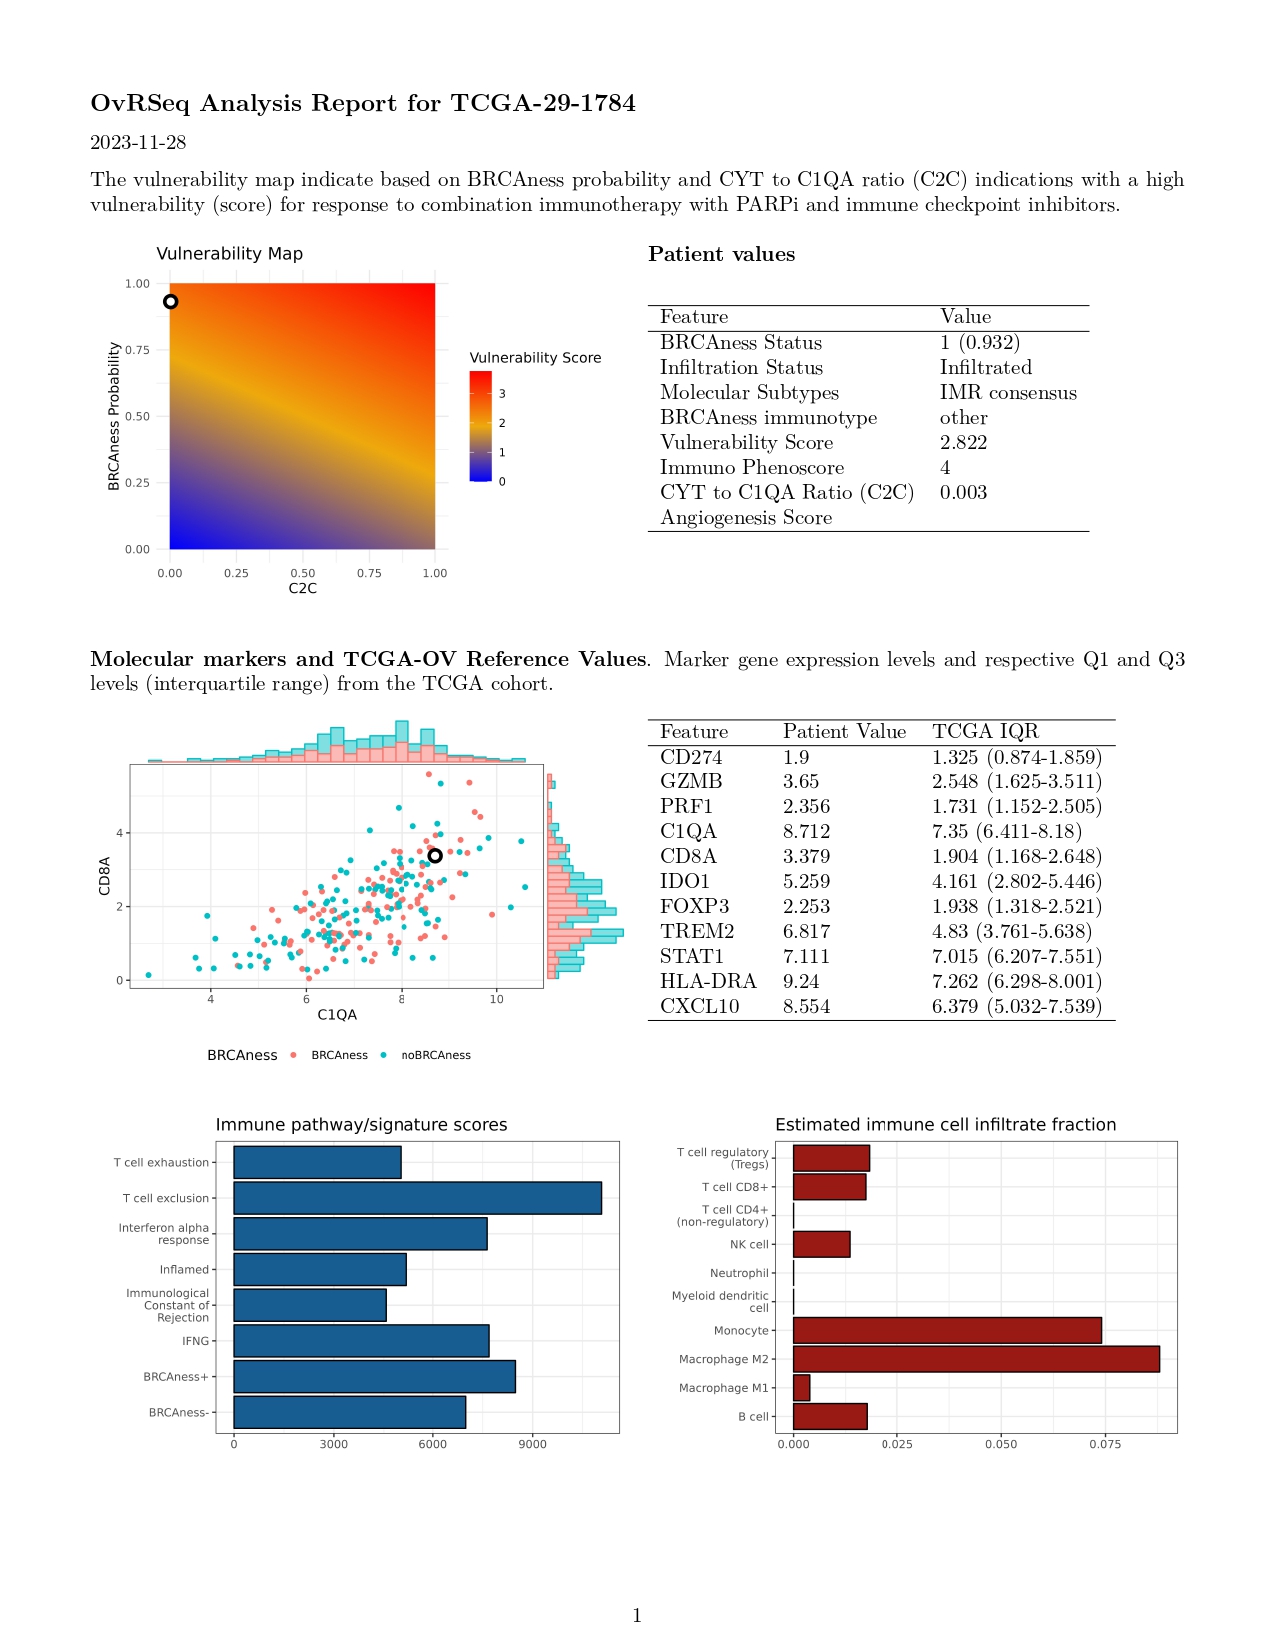 OvRSeq Analysis Report for TCGA-29-1784
2023-11-28
The vulnerability map indicate based on BRCAness probability and CYT to C1QA ratio (C2C) indications with a high
vulnerability (score) for response to combination immunotherapy with PARPi and immune checkpoint inhibitors.
Vulnerability Map
1.00
0.75
0.50
0.25
0.00
BRCAness Probability
0.00 0.25 0.50 0.75 1.00
C2C
Vulnerability Score
3
2
1
0
Patient values
Feature Value
BRCAness Status 1 (0.932)
Infiltration Status Infiltrated
Molecular Subtypes IMR consensus
BRCAness immunotype other
Vulnerability Score 2.822
Immuno Phenoscore 4
CYT to C1QA Ratio (C2C) 0.003
Angiogenesis Score
Molecular markers and TCGA-OV Reference Values. Marker gene expression levels and respective Q1 and Q3
levels (interquartile range) from the TCGA cohort.
CD8A
4
2
0
4 6 8 10
C1QA
BRCAness BRCAness noBRCAness
Feature Patient Value TCGA IQR
CD274 1.9 1.325 (0.874-1.859)
GZMB 3.65 2.548 (1.625-3.511)
PRF1 2.356 1.731 (1.152-2.505)
C1QA 8.712 7.35 (6.411-8.18)
CD8A 3.379 1.904 (1.168-2.648)
IDO1 5.259 4.161 (2.802-5.446)
FOXP3 2.253 1.938 (1.318-2.521)
TREM2 6.817 4.83 (3.761-5.638)
STAT1 7.111 7.015 (6.207-7.551)
HLA-DRA 9.24 7.262 (6.298-8.001)
CXCL10 8.554 6.379 (5.032-7.539)
Immune pathway/signature scores
T cell exhaustion
T cell exclusion
Interferon alpha
response
Inflamed
Immunological
Constant of
Rejection
IFNG
BRCAness+
BRCAness-
0 3000 6000 9000
Estimated immune cell infiltrate fraction
T cell regulatory
(Tregs)
T cell CD8+
T cell CD4+
(non-regulatory)
NK cell
Neutrophil
Myeloid dendritic
cell
Monocyte
Macrophage M2
Macrophage M1
B cell
0.000 0.025 0.050 0.075
1